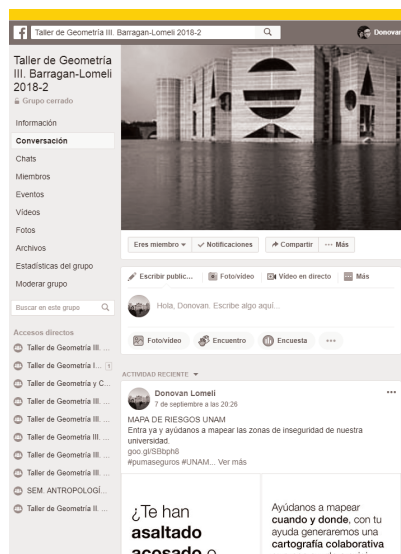 f
Taller de Geometría III. Barragan-Lomeli 2018-2
Donovan
Taller de Geometría
III. Barragan-Lomeli
2018-2
Grupo cerrado
Información
Conversación
Chats
Miembros
Eventos
Vídeos
Fotos
Archivos
Estadísticas del grupo
Moderar grupo
Buscar en este grupo
Accesos directos
Taller de Geometría III. ...
Taller de Geometría I... 1
Taller de Geometría y C...
Taller de Geometría III. ...
Taller de Geometría III. ...
Taller de Geometría III. ...
Taller de Geometría III. ...
Taller de Geometría III. ...
SEM. ANTROPOLOGÍ...
Taller de Geometría II. ...
Eres miembro Notificaciones Compartir ··· Más
Escribir public... Foto/vídeo Vídeo en directo Más
Hola, Donovan. Escribe algo aquí...
Foto/vídeo Encuentro Encuesta ···
ACTIVIDAD RECIENTE
Donovan Lomeli
7 de septiembre a las 20:26
MAPA DE RIESGOS UNAM
Entra ya y ayúdanos a mapear las zonas de inseguridad de nuestra
universidad.
goo.gl/SBbph8
#pumaseguros #UNAM... Ver más
¿Te han
asaltado
acosado o
Ayúdanos a mapear
cuando y donde, con tu
ayuda generaremos una
cartografía colaborativa